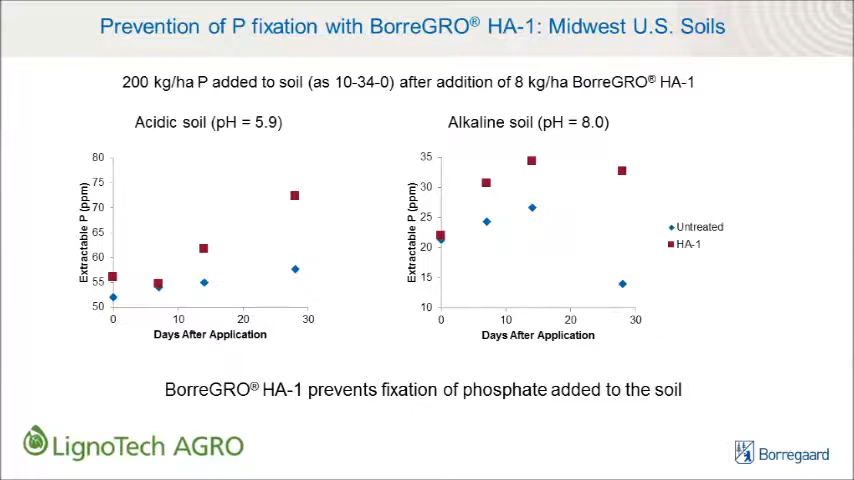 Prevention of P fixation with BorreGRO® HA-1: Midwest U.S. Soils
200 kg/ha P added to soil (as 10-34-0) after addition of 8 kg/ha BorreGRO® HA-1
Acidic soil (pH = 5.9)
80
75
70
65
60
55
50
Extractable P (ppm)
0
10
20
30
Days After Application
Alkaline soil (pH = 8.0)
35
30
25
20
15
10
Extractable P (ppm)
0
10
20
30
Days After Application
Untreated
HA-1
BorreGRO® HA-1 prevents fixation of phosphate added to the soil
LignoTech AGRO
Borregaard